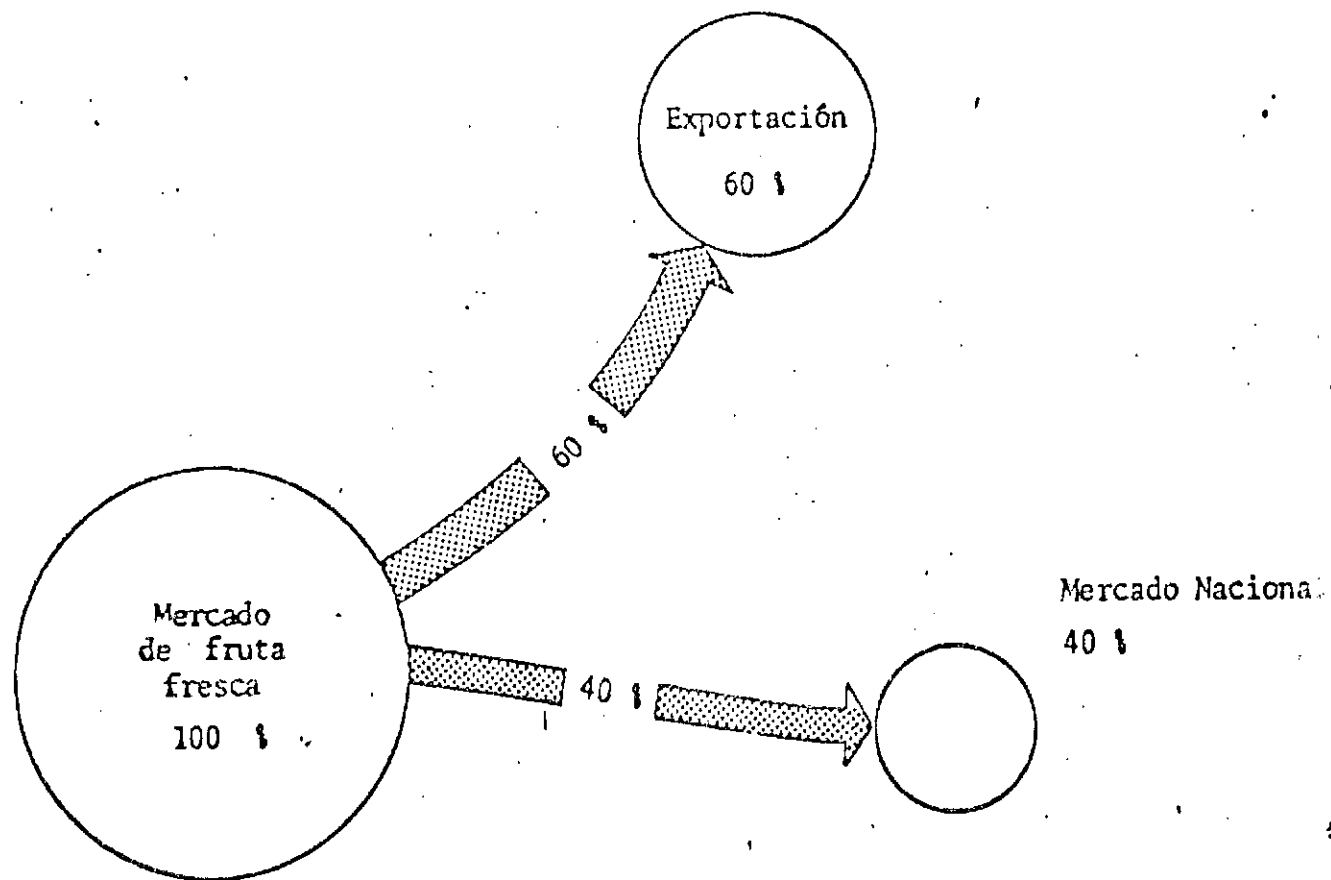 Exportación
60 %
60 %
Mercado
de fruta
fresca
100 %
40 %
Mercado Naciona
40 %